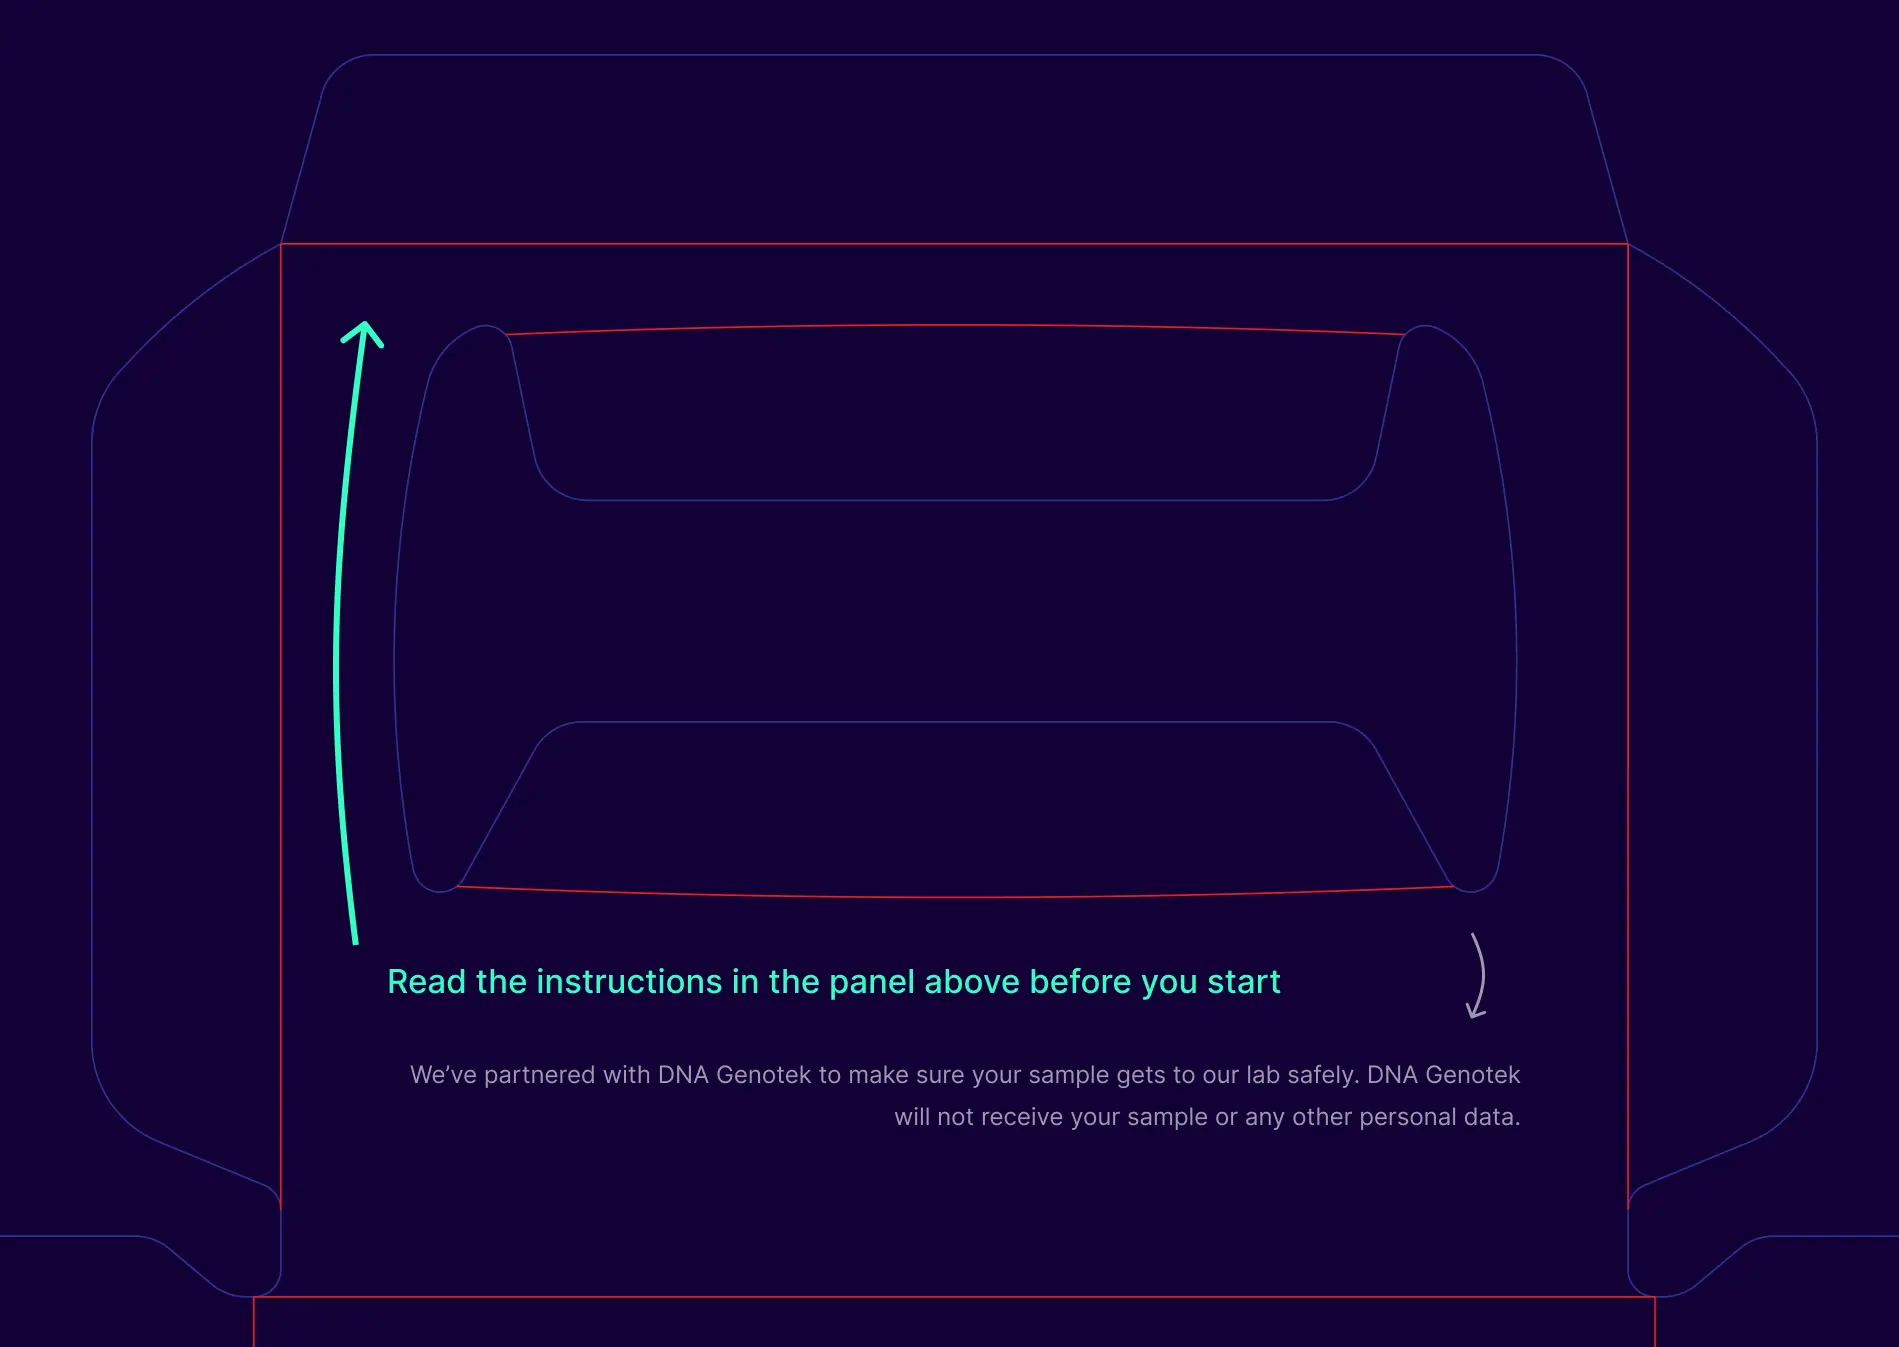 Read the instructions in the panel above before you start
We’ve partnered with DNA Genotek to make sure your sample gets to our lab safely. DNA Genotek
will not receive your sample or any other personal data.